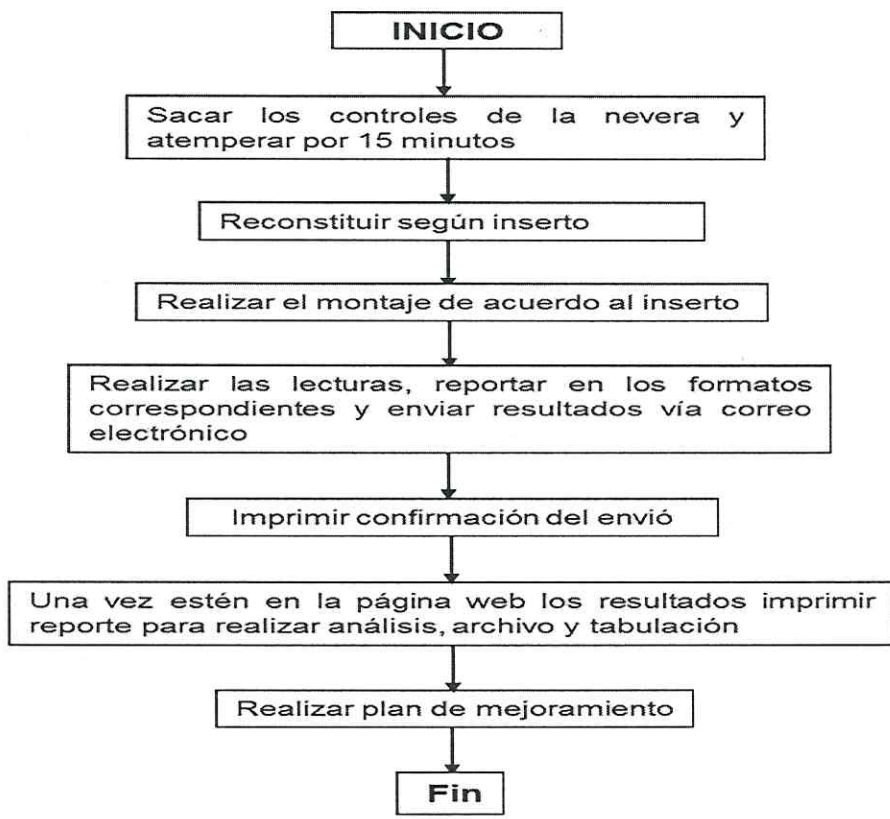 INICIO
Sacar los controles de la nevera y
atemperar por 15 minutos
Reconstituir según inserto
Realizar el montaje de acuerdo al inserto
Realizar las lecturas, reportar en los formatos
correspondientes y enviar resultados vía correo
electrónico
Imprimir confirmación del envió
Una vez estén en la página web los resultados imprimir
reporte para realizar análisis, archivo y tabulación
Realizar plan de mejoramiento
Fin